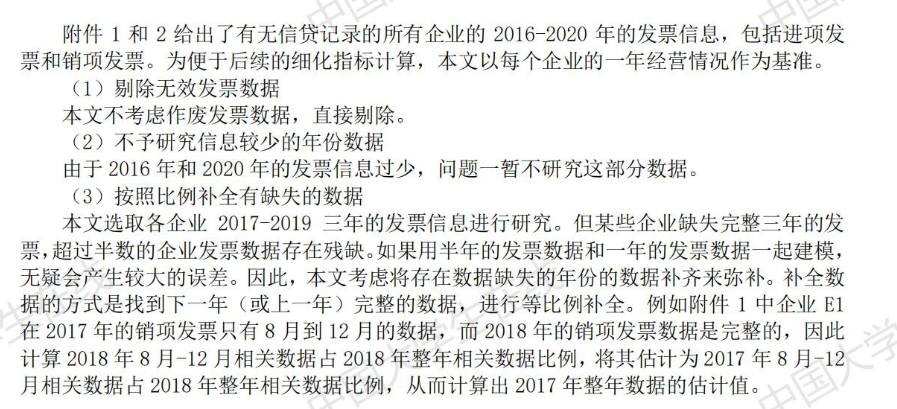 附件 1 和 2 给出了有无信贷记录的所有企业的 2016-2020 年的发票信息，包括进项发
票和销项发票。为便于后续的细化指标计算，本文以每个企业的一年经营情况作为基准。
（1）剔除无效发票数据
本文不考虑作废发票数据，直接剔除。
（2）不予研究信息较少的年份数据
由于 2016 年和 2020 年的发票信息过少，问题一暂不研究这部分数据。
（3）按照比例补全有缺失的数据
本文选取各企业 2017-2019 三年的发票信息进行研究。但某些企业缺失完整三年的发
票，超过半数的企业发票数据存在残缺。如果用半年的发票数据和一年的发票数据一起建模，
无疑会产生较大的误差。因此，本文考虑将存在数据缺失的年份的数据补齐来弥补。补全数
据的方式是找到下一年（或上一年）完整的数据，进行等比例补全。例如附件 1 中企业 E1
在 2017 年的销项发票只有 8 月到 12 月的数据，而 2018 年的销项发票数据是完整的，因此
计算 2018 年 8 月-12 月相关数据占 2018 年整年相关数据比例，将其估计为 2017 年 8 月-12
月相关数据占 2018 年整年相关数据比例，从而计算出 2017 年整年数据的估计值。